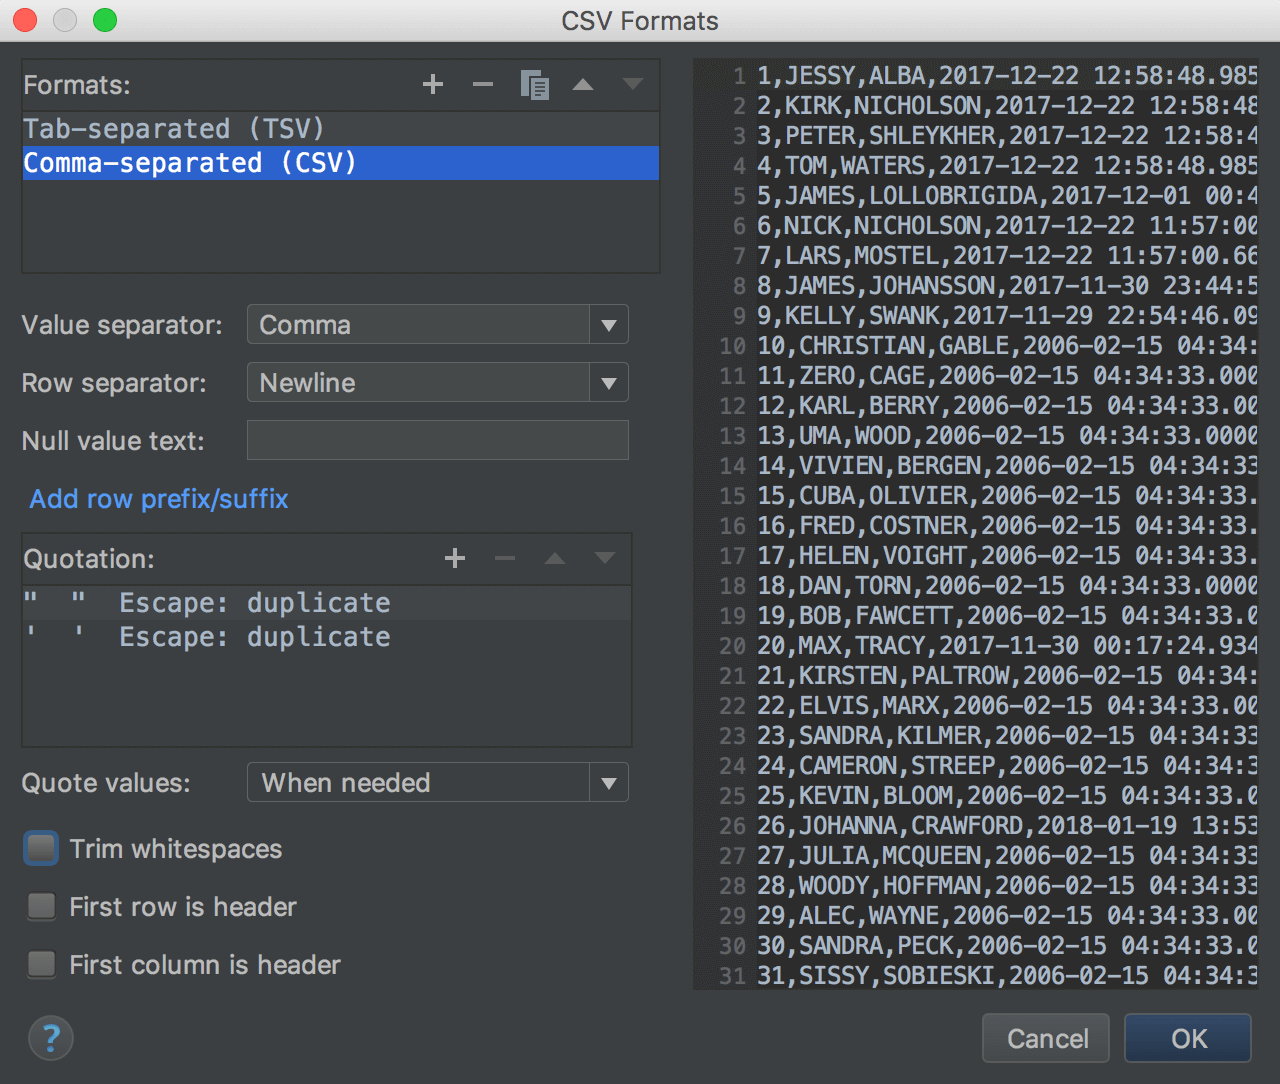 CSV Formats
Formats:
Tab-separated (TSV)
Comma-separated (CSV)
Value separator: Comma
Row separator: Newline
Null value text:
Add row prefix/suffix
Quotation:
" " Escape: duplicate
' ' Escape: duplicate
Quote values: When needed
Trim whitespaces
First row is header
First column is header
1 1,JESSY,ALBA,2017-12-22 12:58:48.985
2 2,KIRK,NICHOLSON,2017-12-22 12:58:48
3 3,PETER,SHLEYKHER,2017-12-22 12:58:4
4 4,TOM,WATERS,2017-12-22 12:58:48.985
5 5,JAMES,LOLLOBRIGIDA,2017-12-01 00:4
6 6,NICK,NICHOLSON,2017-12-22 11:57:00
7 7,LARS,MOSTEL,2017-12-22 11:57:00.66
8 8,JAMES,JOHANSSON,2017-11-30 23:44:5
9 9,KELLY,SWANK,2017-11-29 22:54:46.09
10 10,CHRISTIAN,GABLE,2006-02-15 04:34:
11 11,ZERO,CAGE,2006-02-15 04:34:33.000
12 12,KARL,BERRY,2006-02-15 04:34:33.00
13 13,UMA,WOOD,2006-02-15 04:34:33.0000
14 14,VIVIEN,BERGEN,2006-02-15 04:34:33
15 15,CUBA,OLIVIER,2006-02-15 04:34:33.
16 16,FRED,COSTNER,2006-02-15 04:34:33.
17 17,HELEN,VOIGHT,2006-02-15 04:34:33.
18 18,DAN,TORN,2006-02-15 04:34:33.0000
19 19,BOB,FAWCETT,2006-02-15 04:34:33.0
20 20,MAX,TRACY,2017-11-30 00:17:24.934
21 21,KIRSTEN,PALTROW,2006-02-15 04:34:
22 22,ELVIS,MARX,2006-02-15 04:34:33.00
23 23,SANDRA,KILMER,2006-02-15 04:34:33
24 24,CAMERON,STREEP,2006-02-15 04:34:3
25 25,KEVIN,BLOOM,2006-02-15 04:34:33.0
26 26,JOHANNA,CRAWFORD,2018-01-19 13:53
27 27,JULIA,MCQUEEN,2006-02-15 04:34:33
28 28,WOODY,HOFFMAN,2006-02-15 04:34:33
29 29,ALEC,WAYNE,2006-02-15 04:34:33.00
30 30,SANDRA,PECK,2006-02-15 04:34:33.0
31 31,SISSY,SOBIESKI,2006-02-15 04:34:3
?
Cancel
OK